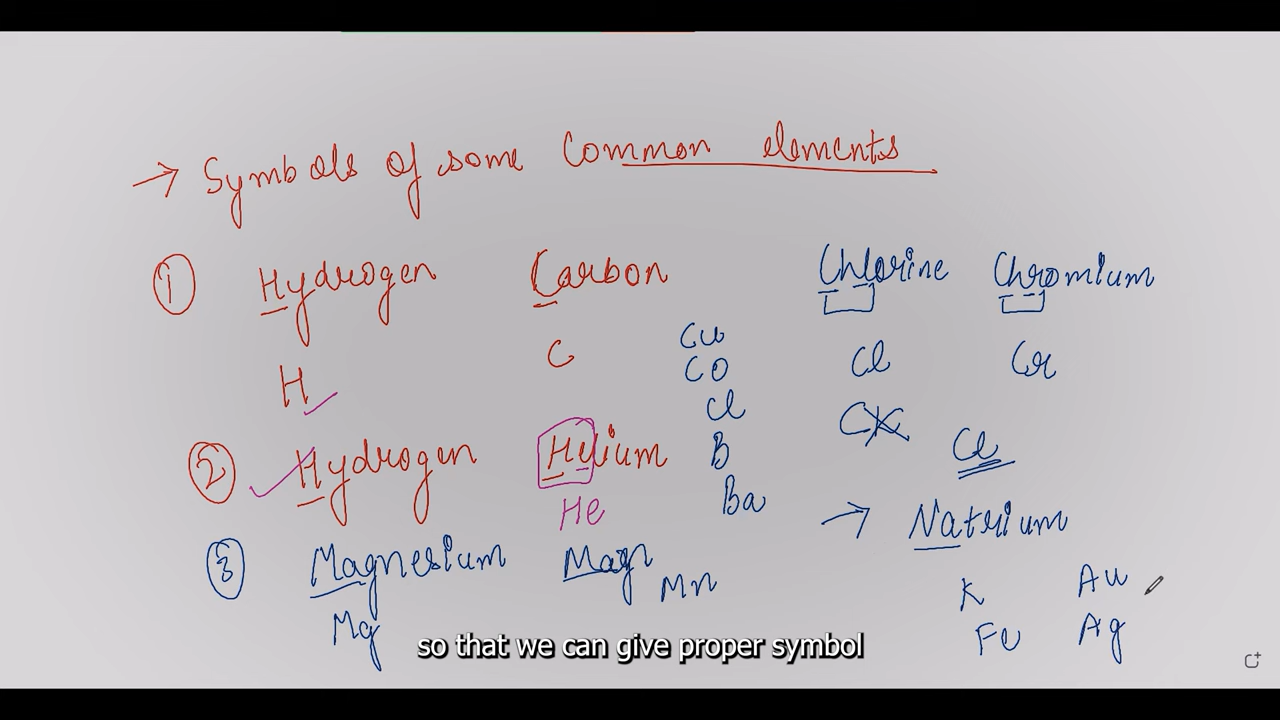 → Symbols of some Common elements
① Hydrogen Carbon Chlorine Chromium
H C Cu Cl Cr
Co
Cl
② Hydrogen Helium B Cl
He Ba → Natrium
③ Magnesium Mn K Au
Mg Fe Ag
so that we can give proper symbol